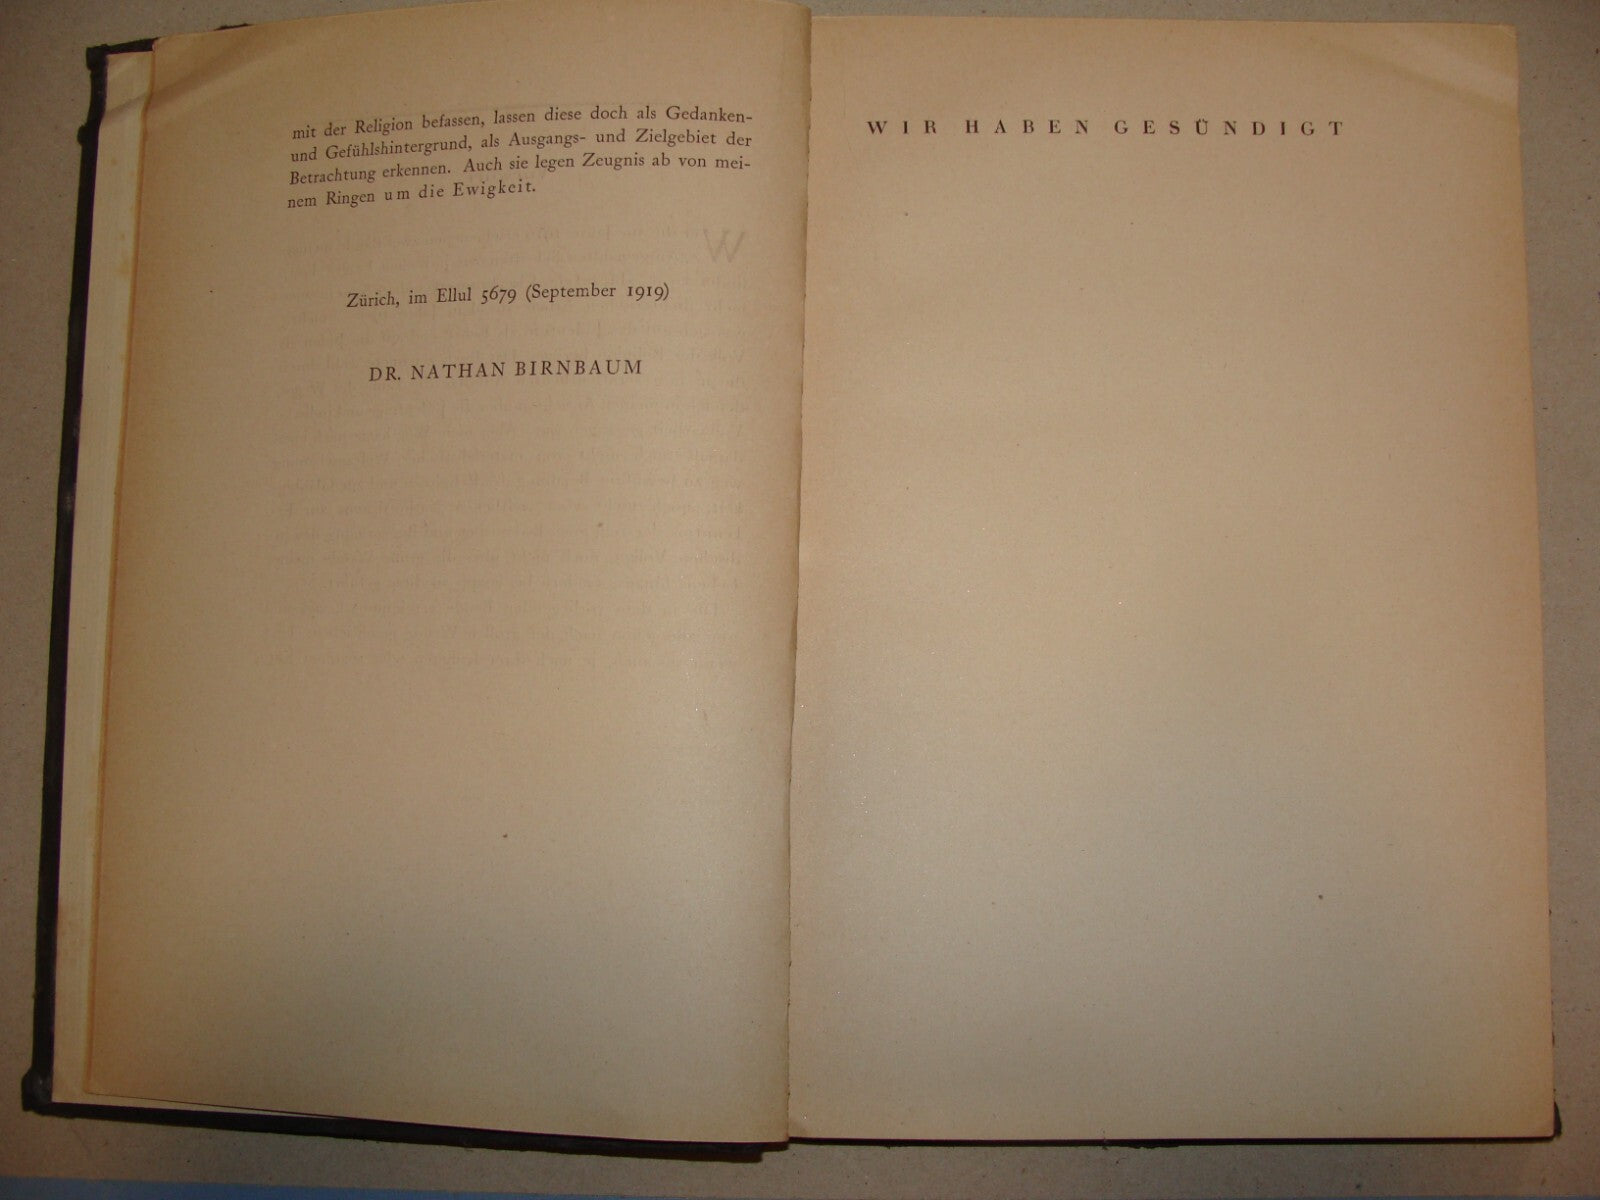 mit der Religion befassen, lassen diese doch als Gedanken-
und Gefühlshintergrund, als Ausgangs- und Zielgebiet der
Betrachtung erkennen. Auch sie legen Zeugnis ab von mei-
nem Ringen um die Ewigkeit.
Zürich, im Ellul 5679 (September 1919)
DR. NATHAN BIRNBAUM
WIR HABEN GESÜNDIGT